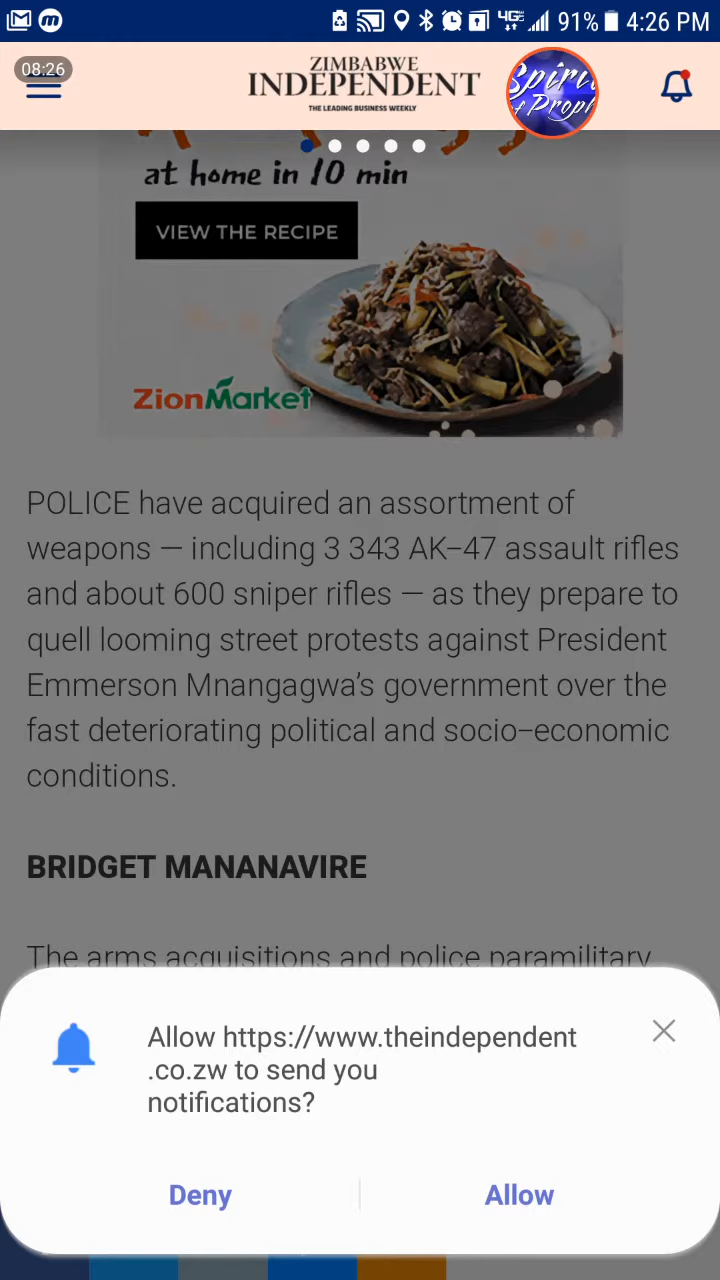 4G 91% 4:26 PM
08:26
ZIMBABWE
INDEPENDENT
THE LEADING BUSINESS WEEKLY
Spiri
f Proph
at home in 10 min
VIEW THE RECIPE
ZionMarket
POLICE have acquired an assortment of
weapons — including 3 343 AK–47 assault rifles
and about 600 sniper rifles — as they prepare to
quell looming street protests against President
Emmerson Mnangagwa’s government over the
fast deteriorating political and socio–economic
conditions.
BRIDGET MANANAVIRE
The arms acquisitions and police paramilitary
Allow https://www.theindependent
.co.zw to send you
notifications?
Deny
Allow